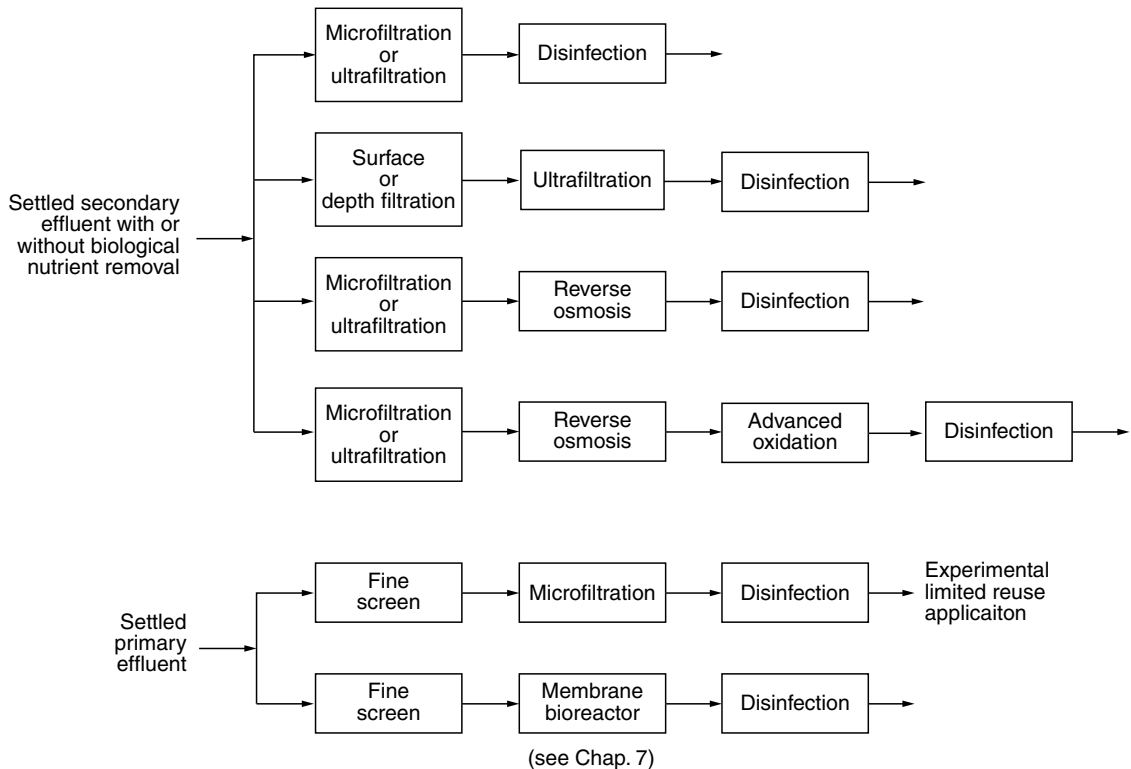 Settled secondary
effluent with or
without biological
nutrient removal
Microfiltration
or
ultrafiltration
Disinfection
Surface
or
depth filtration
Ultrafiltration
Disinfection
Microfiltration
or
ultrafiltration
Reverse
osmosis
Disinfection
Microfiltration
or
ultrafiltration
Reverse
osmosis
Advanced
oxidation
Disinfection
Settled
primary
effluent
Fine
screen
Microfiltration
Disinfection
Experimental
limited reuse
applicaiton
Fine
screen
Membrane
bioreactor
Disinfection
(see Chap. 7)